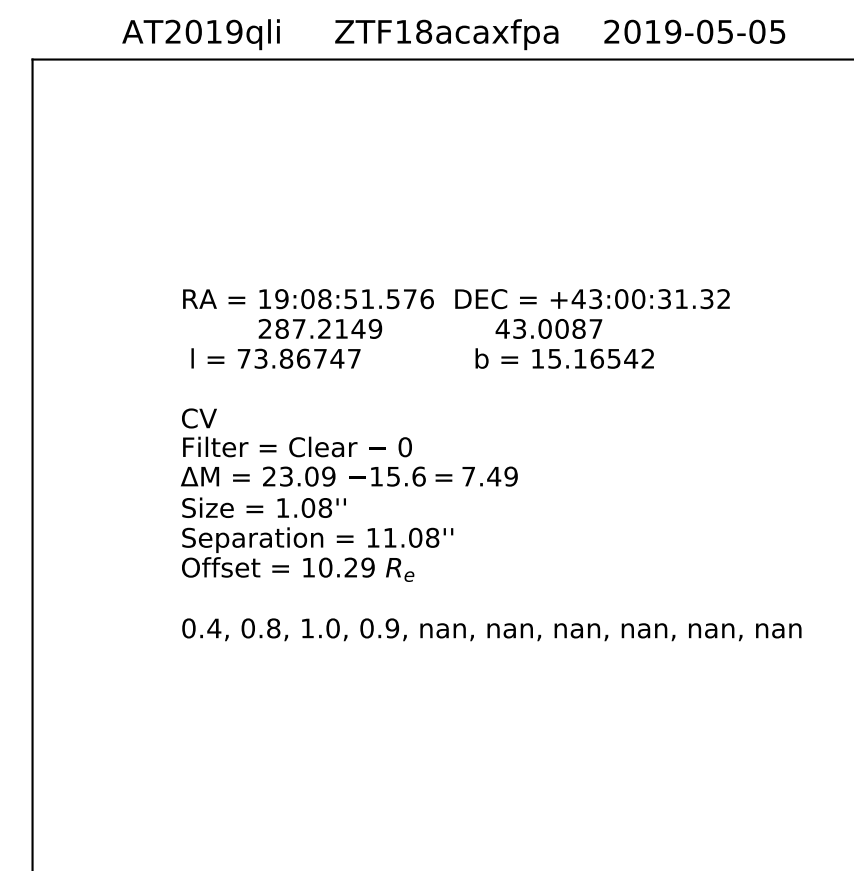 AT2019qli ZTF18acaxfpa 2019-05-05
RA = 19:08:51.576 DEC = +43:00:31.32
287.2149 43.0087
l = 73.86747 b = 15.16542
CV
Filter = Clear − 0
ΔM = 23.09 −15.6 = 7.49
Size = 1.08''
Separation = 11.08''
Offset = 10.29 Rₑ
0.4, 0.8, 1.0, 0.9, nan, nan, nan, nan, nan, nan